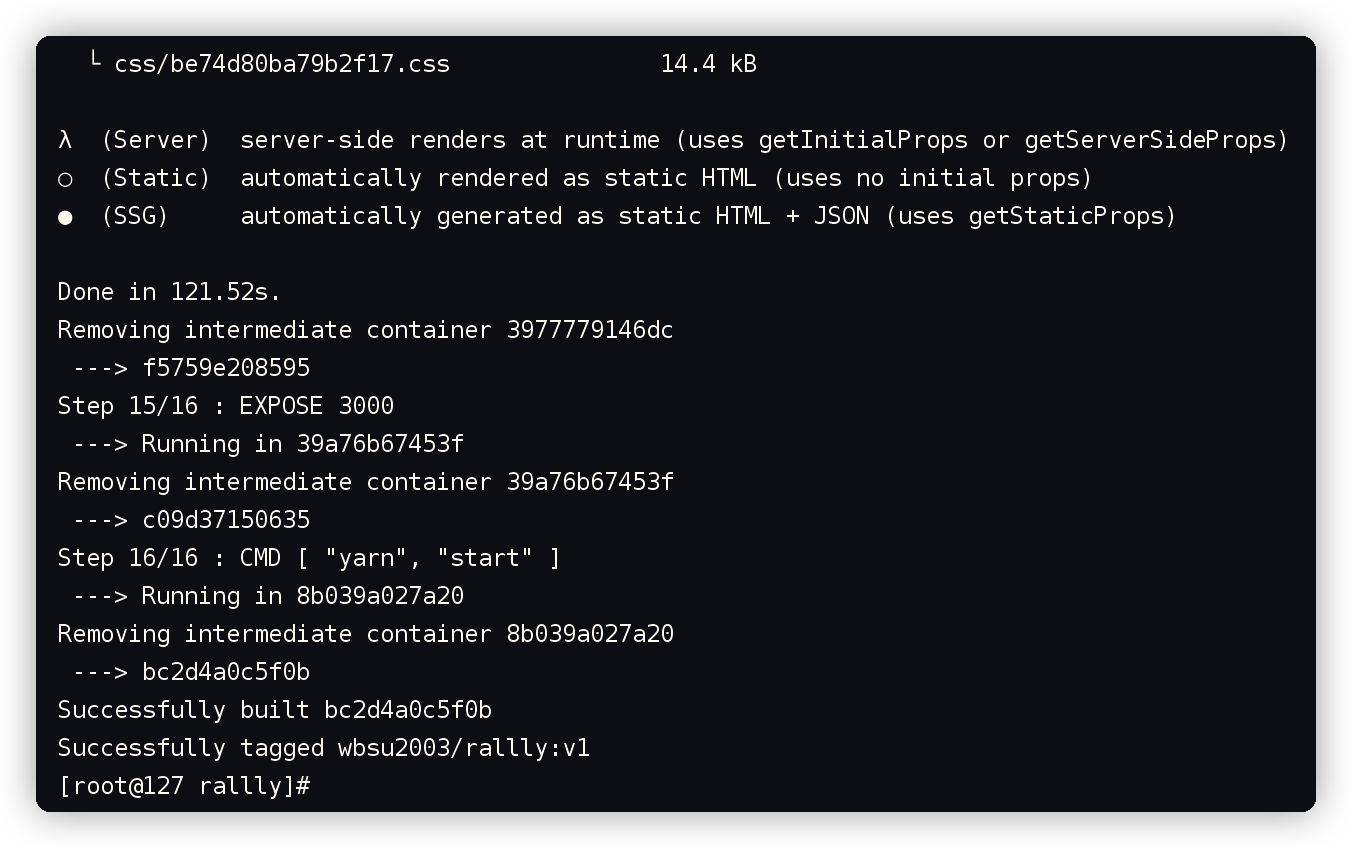 └ css/be74d80ba79b2f17.css                14.4 kB
λ  (Server)  server-side renders at runtime (uses getInitialProps or getServerSideProps)
○  (Static)  automatically rendered as static HTML (uses no initial props)
●  (SSG)     automatically generated as static HTML + JSON (uses getStaticProps)
Done in 121.52s.
Removing intermediate container 3977779146dc
 ---> f5759e208595
Step 15/16 : EXPOSE 3000
 ---> Running in 39a76b67453f
Removing intermediate container 39a76b67453f
 ---> c09d37150635
Step 16/16 : CMD [ "yarn", "start" ]
 ---> Running in 8b039a027a20
Removing intermediate container 8b039a027a20
 ---> bc2d4a0c5f0b
Successfully built bc2d4a0c5f0b
Successfully tagged wbsu2003/rallly:v1
[root@127 rallly]#